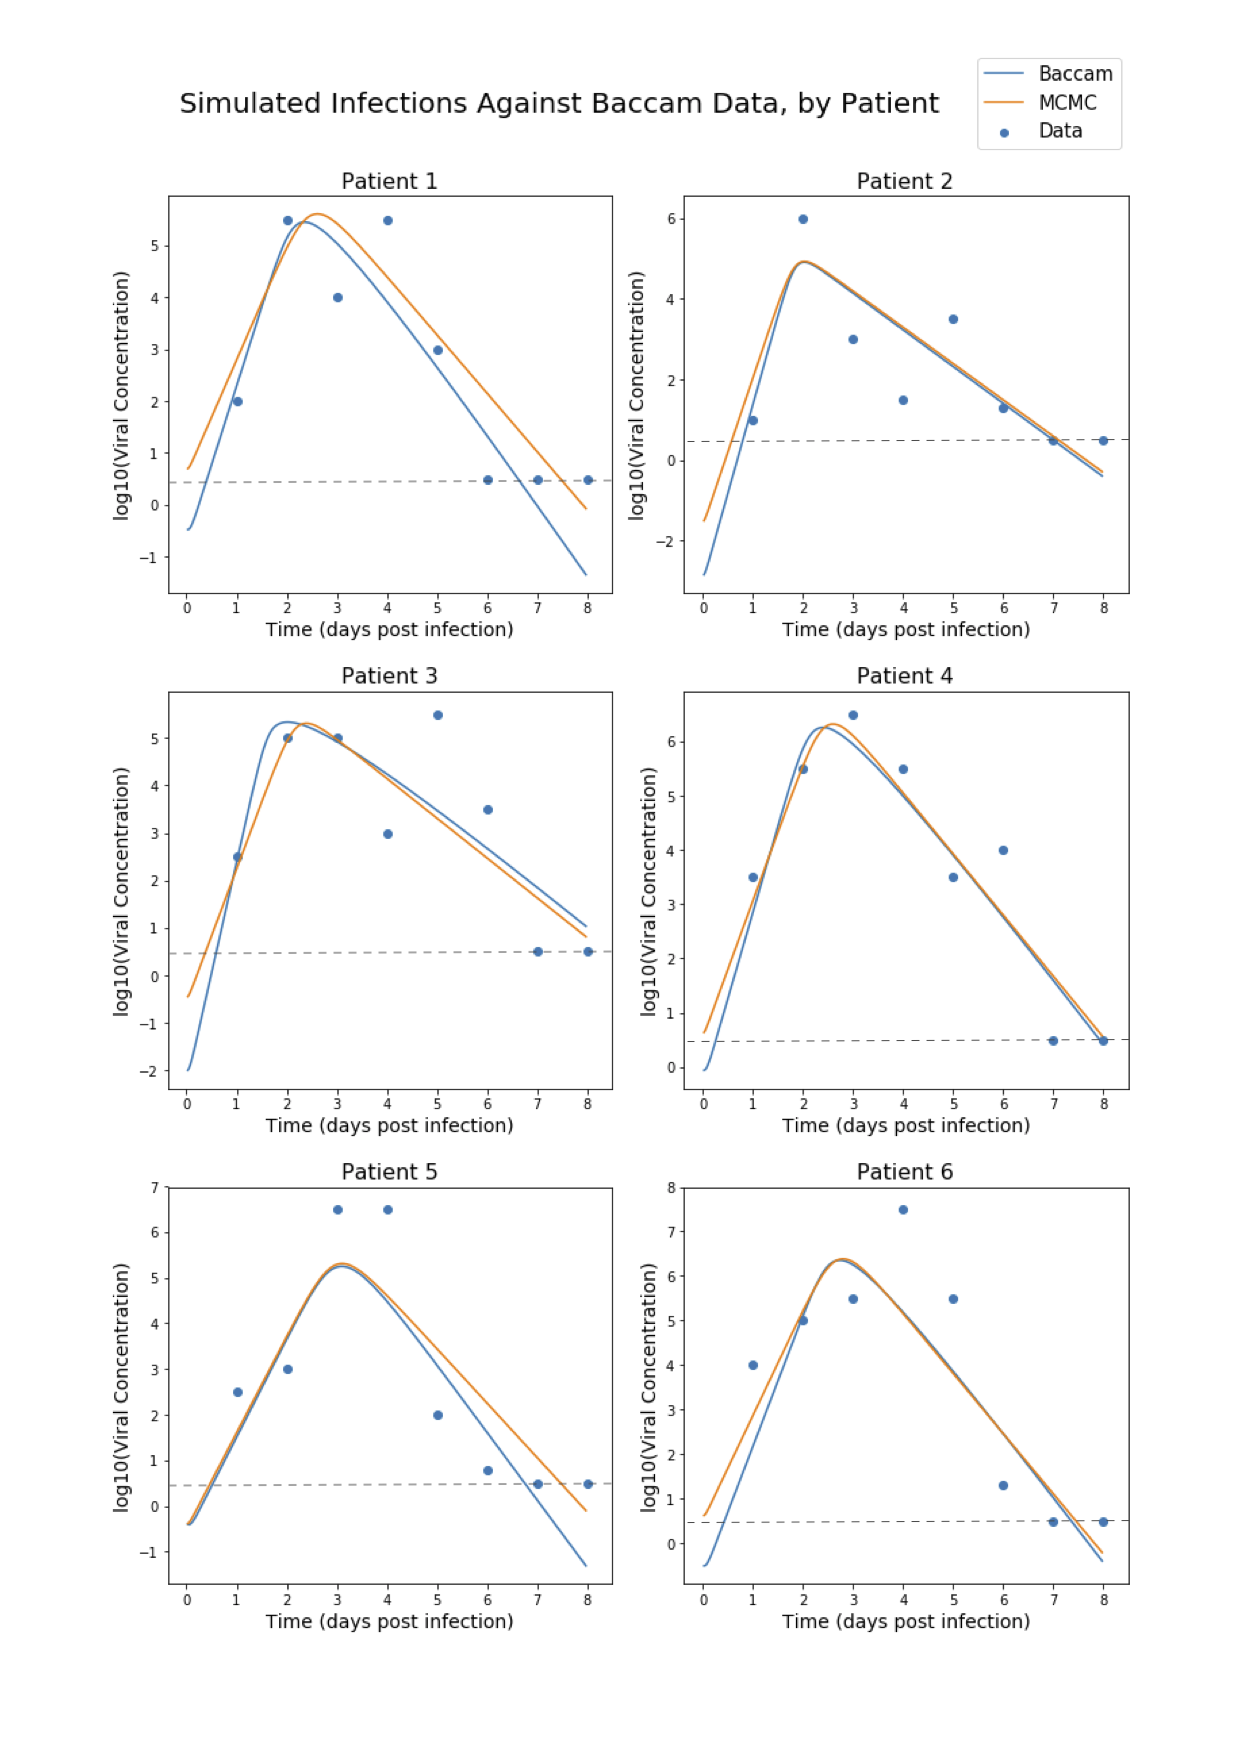 Baccam
Simulated Infections Against Baccam Data, by Patient
MCMC
Data
Patient 1
5
4
3
2
1
0
−1
log10(Viral Concentration)
0 1 2 3 4 5 6 7 8
Time (days post infection)
Patient 2
6
4
2
0
−2
log10(Viral Concentration)
0 1 2 3 4 5 6 7 8
Time (days post infection)
Patient 3
5
4
3
2
1
0
−1
−2
log10(Viral Concentration)
0 1 2 3 4 5 6 7 8
Time (days post infection)
Patient 4
6
5
4
3
2
1
0
log10(Viral Concentration)
0 1 2 3 4 5 6 7 8
Time (days post infection)
Patient 5
7
6
5
4
3
2
1
0
−1
log10(Viral Concentration)
0 1 2 3 4 5 6 7 8
Time (days post infection)
Patient 6
8
7
6
5
4
3
2
1
0
log10(Viral Concentration)
0 1 2 3 4 5 6 7 8
Time (days post infection)